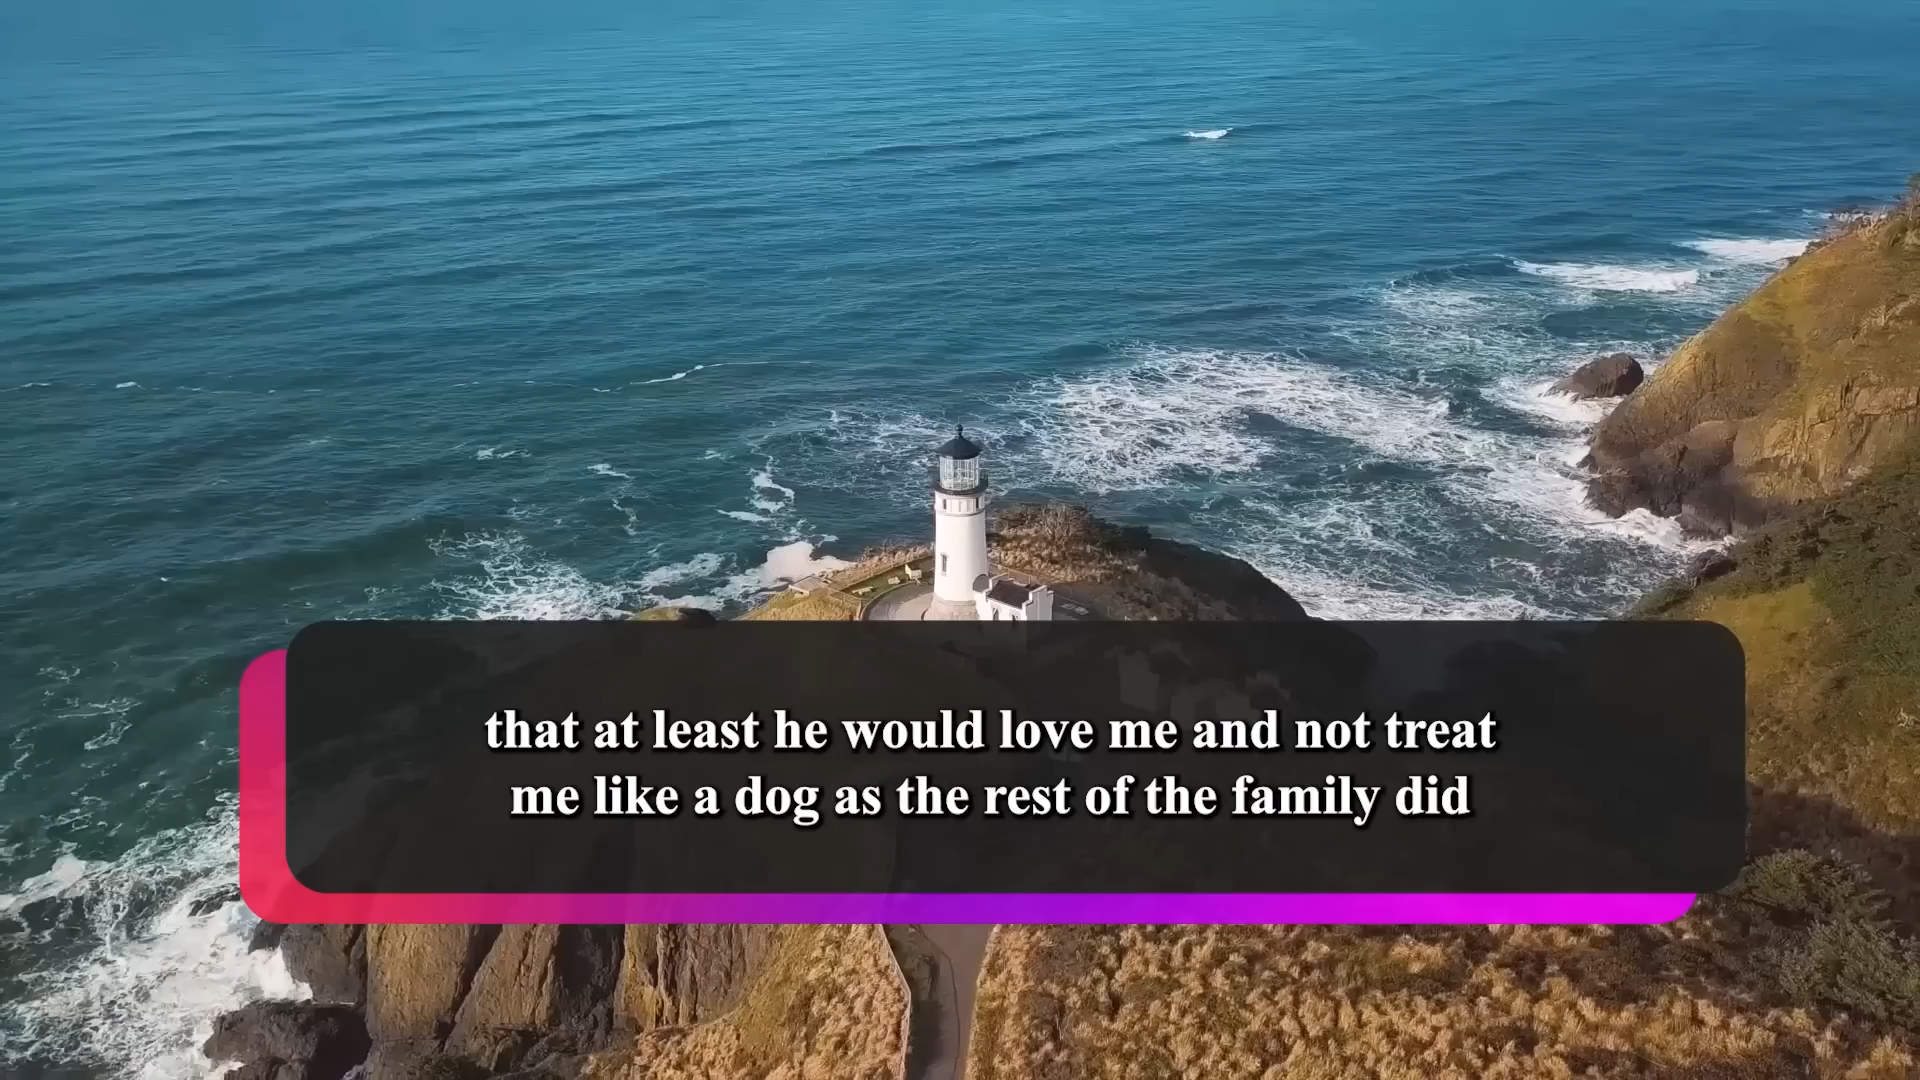 that at least he would love me and not treat
me like a dog as the rest of the family did